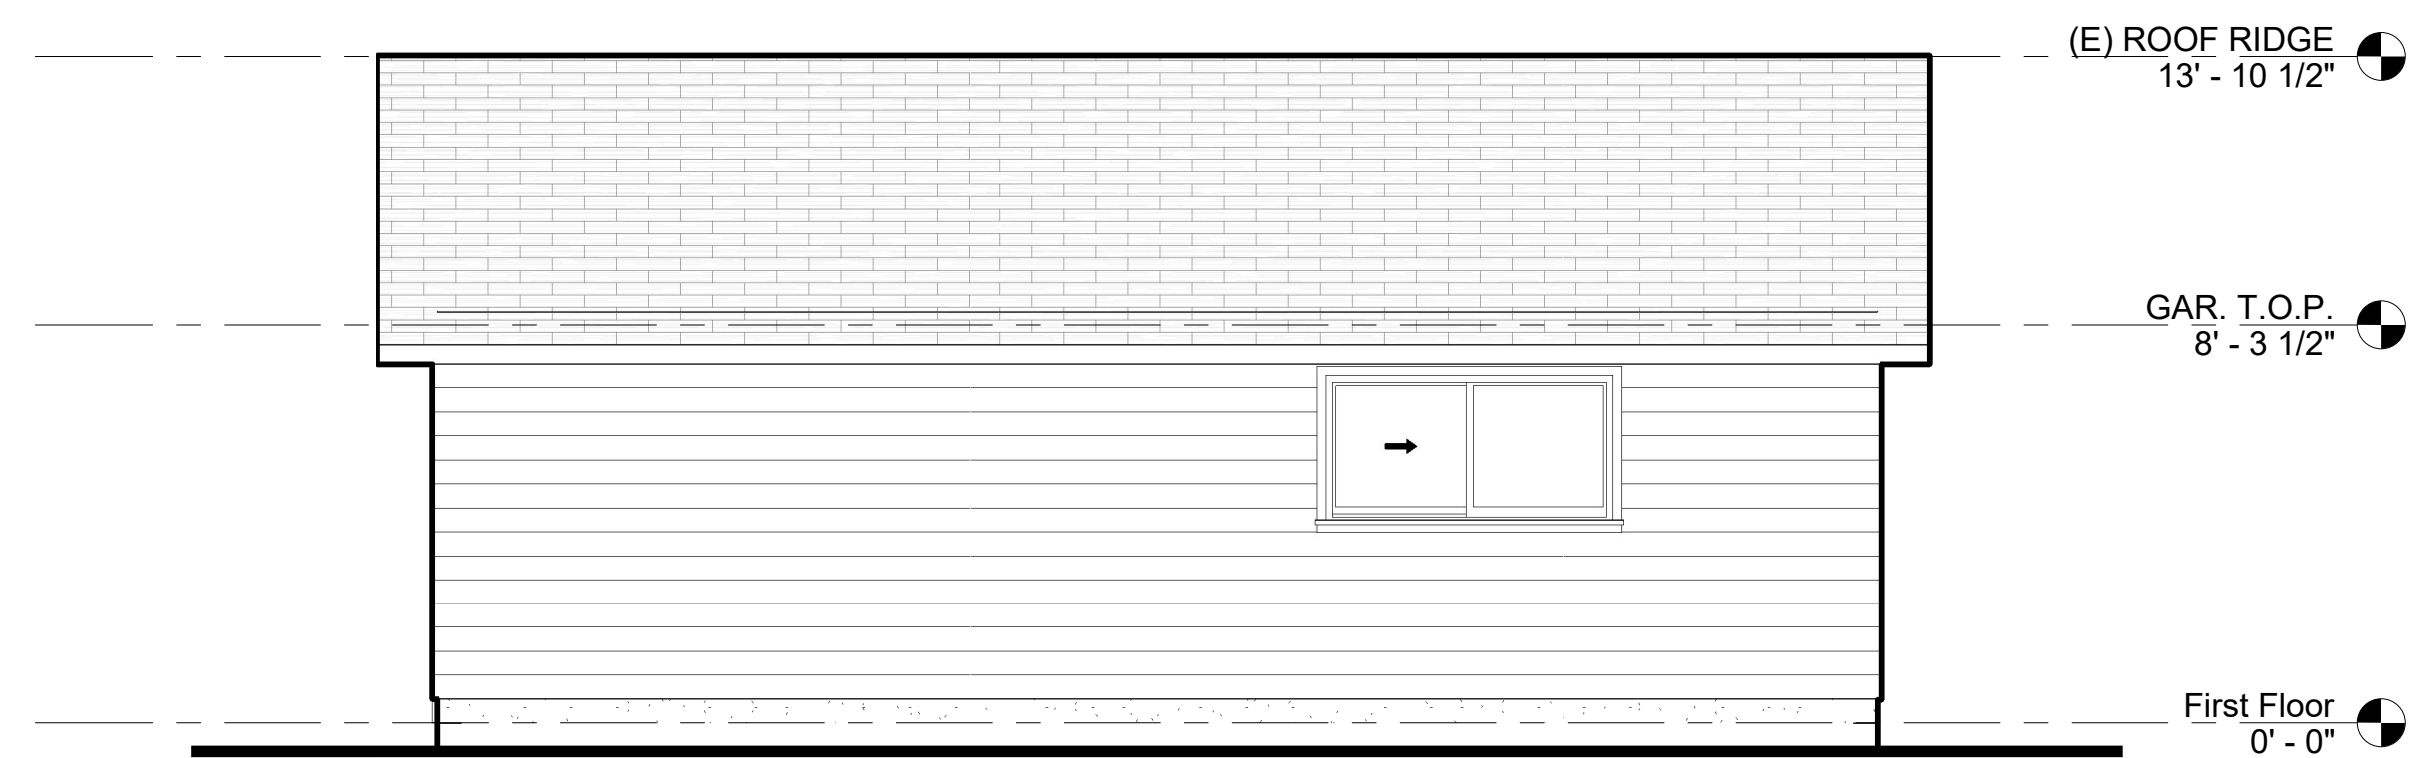 (E) ROOF RIDGE
13' - 10 1/2"
GAR. T.O.P.
8' - 3 1/2"
First Floor
0' - 0"